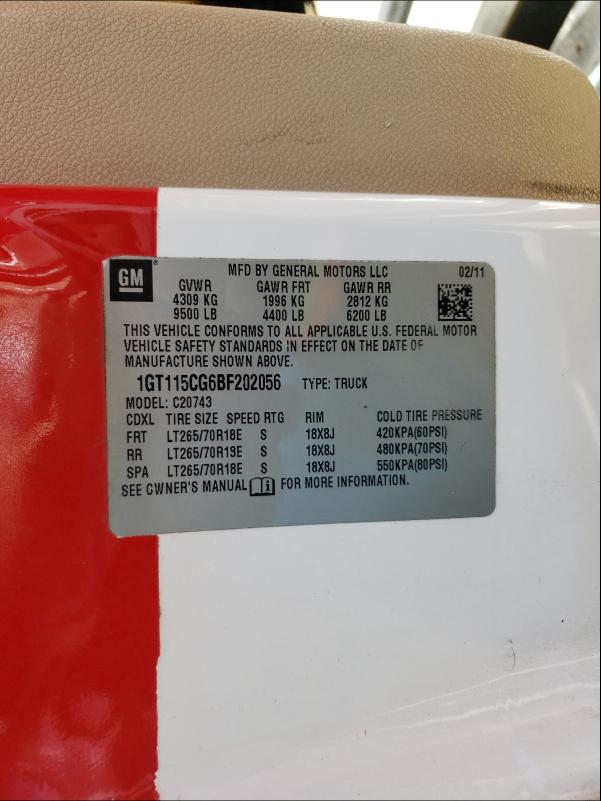 GM ® MFD BY GENERAL MOTORS LLC 02/11
GVWR GAWR FRT GAWR RR
4309 KG 1996 KG 2812 KG
9500 LB 4400 LB 6200 LB
THIS VEHICLE CONFORMS TO ALL APPLICABLE U.S. FEDERAL MOTOR
VEHICLE SAFETY STANDARDS IN EFFECT ON THE DATE OF
MANUFACTURE SHOWN ABOVE.
1GT115CG6BF202056 TYPE: TRUCK
MODEL: C20743
CDXL TIRE SIZE SPEED RTG RIM COLD TIRE PRESSURE
FRT LT265/70R18E S 18X8J 420KPA(60PSI)
RR LT265/70R19E S 18X8J 480KPA(70PSI)
SPA LT265/70R18E S 18X8J 550KPA(80PSI)
SEE OWNER'S MANUAL FOR MORE INFORMATION.